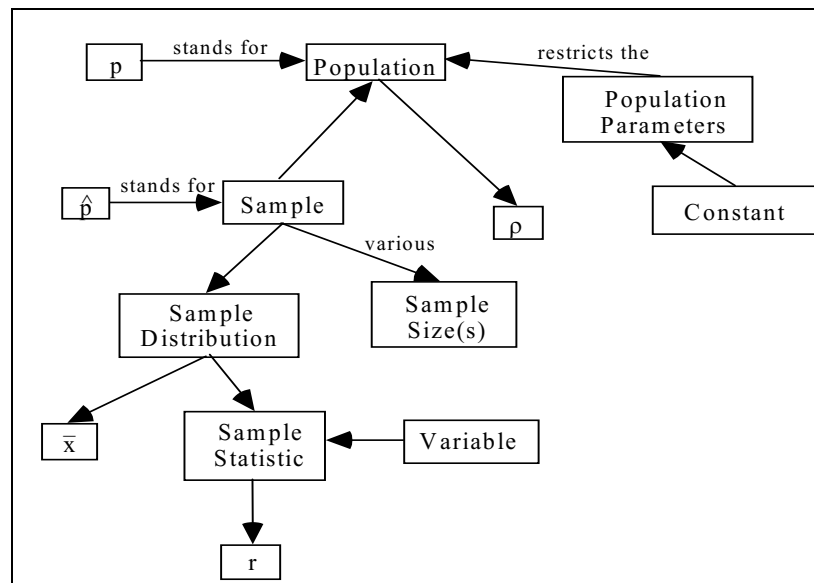 stands for
restricts the
p
Population
Population
Parameters
stands for
p̂
Sample
ρ
Constant
various
Sample
Distribution
Sample
Size(s)
x̄
Sample
Statistic
Variable
r